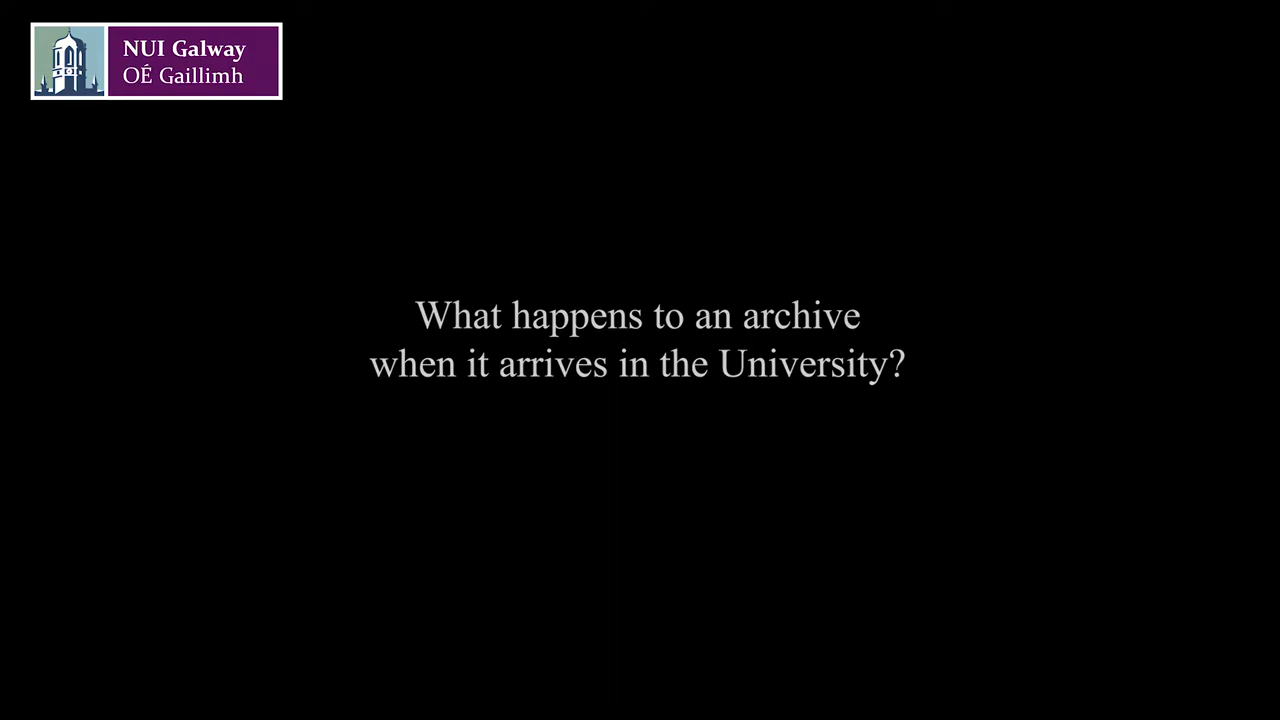 NUI Galway
OÉ Gaillimh
What happens to an archive
when it arrives in the University?